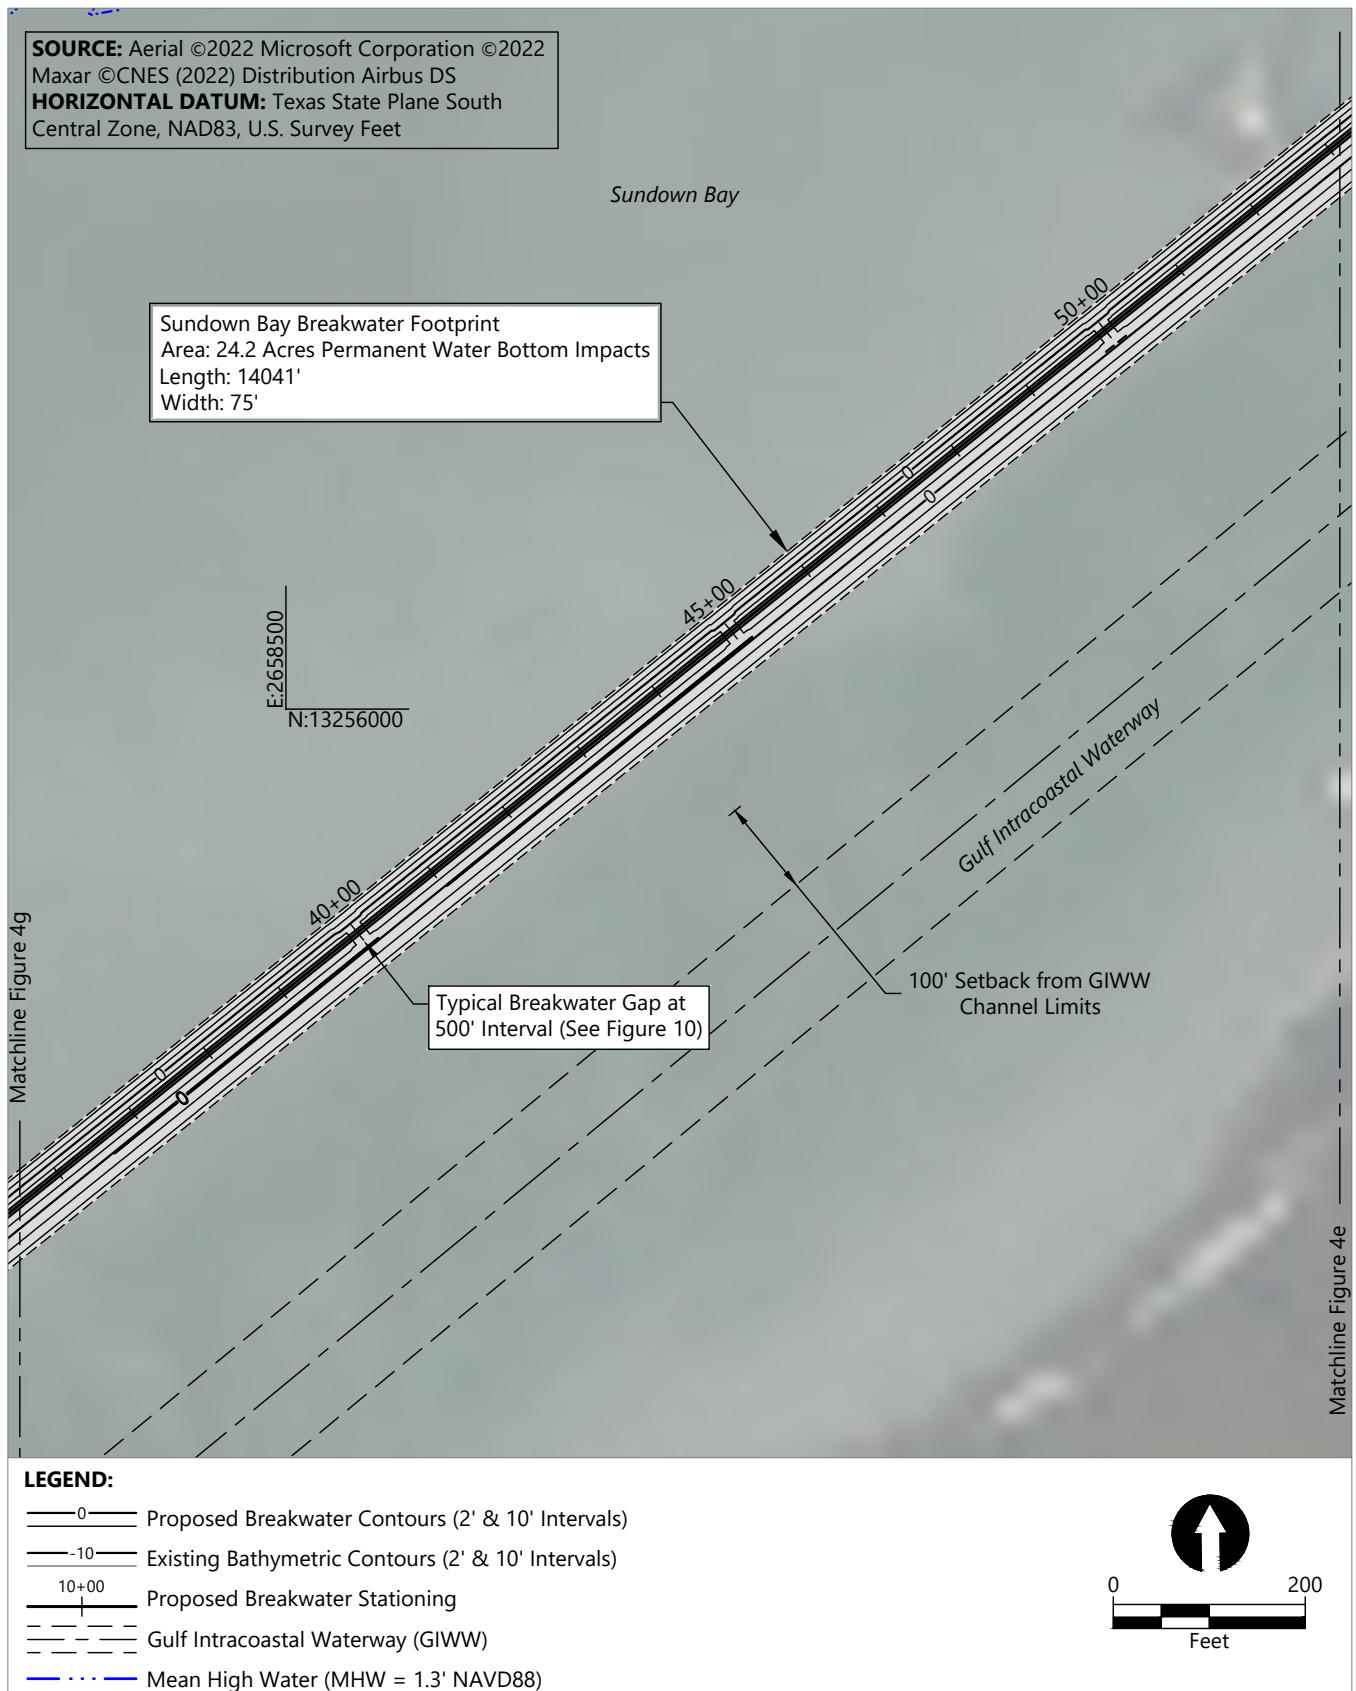 SOURCE: Aerial ©2022 Microsoft Corporation ©2022
Maxar ©CNES (2022) Distribution Airbus DS
HORIZONTAL DATUM: Texas State Plane South
Central Zone, NAD83, U.S. Survey Feet
Sundown Bay
50+00
Sundown Bay Breakwater Footprint
Area: 24.2 Acres Permanent Water Bottom Impacts
Length: 14041'
Width: 75'
0
0
45+00
E:2658500
N:13256000
Gulf Intracoastal Waterway
40+00
Matchline Figure 4g
100' Setback from GIWW
Channel Limits
Typical Breakwater Gap at
500' Interval (See Figure 10)
0
0
Matchline Figure 4e
LEGEND:
0
Proposed Breakwater Contours (2' & 10' Intervals)
-10
Existing Bathymetric Contours (2' & 10' Intervals)
10+00
Proposed Breakwater Stationing
Gulf Intracoastal Waterway (GIWW)
Mean High Water (MHW = 1.3' NAVD88)
0 200
Feet